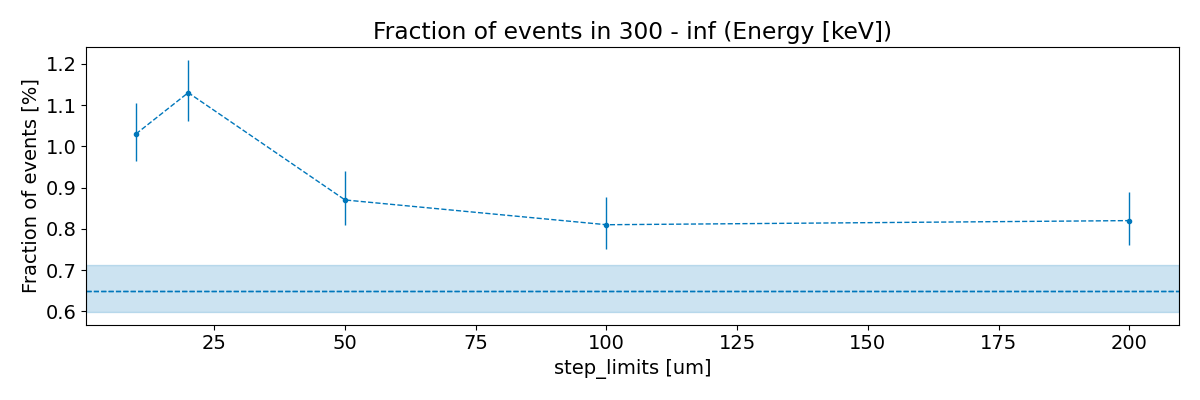 Fraction of events in 300 - inf (Energy [keV])
Fraction of events [%]
1.2
1.1
1.0
0.9
0.8
0.7
0.6
25 50 75 100 125 150 175 200
step_limits [um]